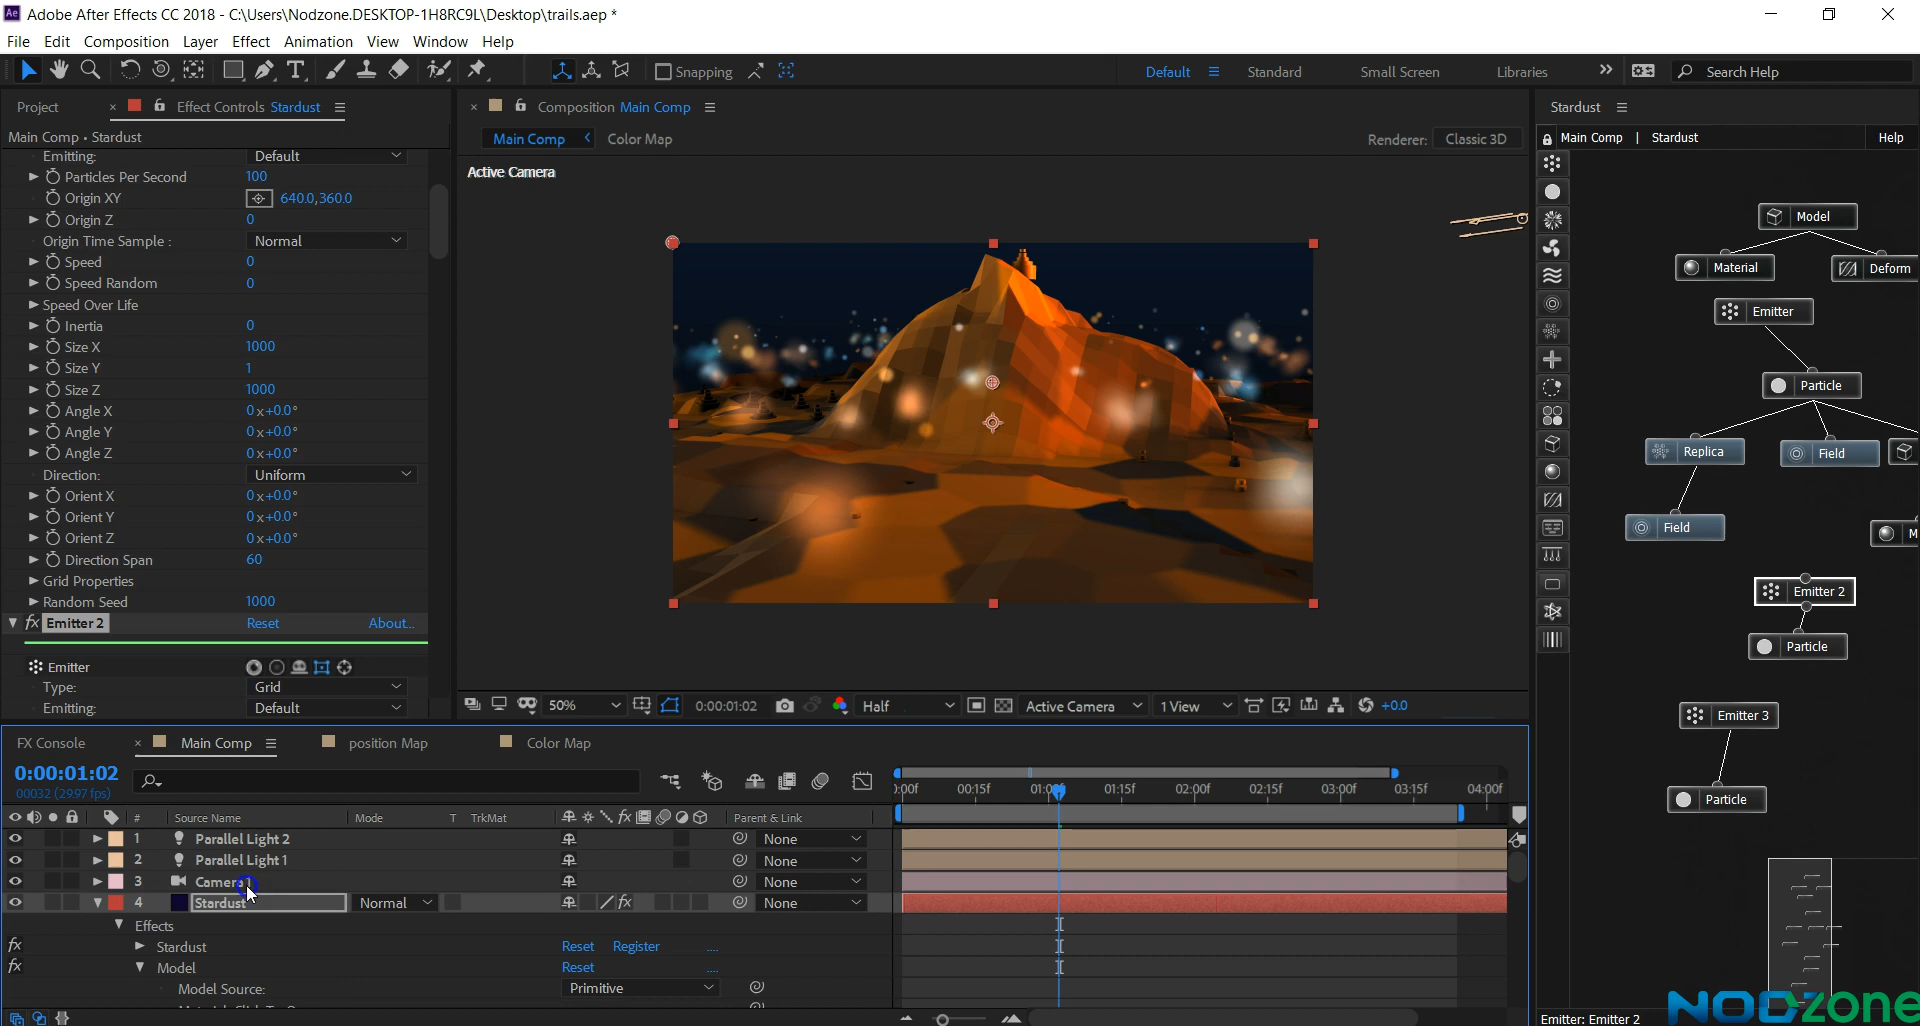 Adobe After Effects CC 2018 - C:\Users\Nodzone.DESKTOP-1H8RC9L\Desktop\trails.aep *
File Edit Composition Layer Effect Animation View Window Help
Snapping
Default Standard Small Screen Libraries
Search Help
Project
Effect Controls Stardust
Main Comp • Stardust
Emitting: Default
Particles Per Second 100
Origin XY 640.0,360.0
Origin Z 0
Origin Time Sample : Normal
Speed 0
Speed Random 0
Speed Over Life
Inertia 0
Size X 1000
Size Y 1
Size Z 1000
Angle X 0x+0.0°
Angle Y 0x+0.0°
Angle Z 0x+0.0°
Direction: Uniform
Orient X 0x+0.0°
Orient Y 0x+0.0°
Orient Z 0x+0.0°
Direction Span 60
Grid Properties
Random Seed 1000
fx Emitter 2 Reset About...
Emitter
Type: Grid
Emitting: Default
Composition Main Comp
Main Comp Color Map
Renderer: Classic 3D
Active Camera
50% 0:00:01:02 Half Active Camera 1 View +0.0
Stardust
Main Comp | Stardust Help
Model
Material
Deform
Emitter
Particle
Replica
Field
Field
M
Emitter 2
Particle
Emitter 3
Particle
Emitter: Emitter 2
FX Console Main Comp position Map Color Map
0:00:01:02
00032 (29.97 fps)
:00f 00:15f 01:00f 01:15f 02:00f 02:15f 03:00f 03:15f 04:00f
# Source Name Mode T TrkMat fx Parent & Link
1 Parallel Light 2 None
2 Parallel Light 1 None
3 Camera 1 None
4 Stardust Normal fx None
Effects
fx Stardust Reset Register ....
fx Model Reset ....
Model Source: Primitive
NODzone